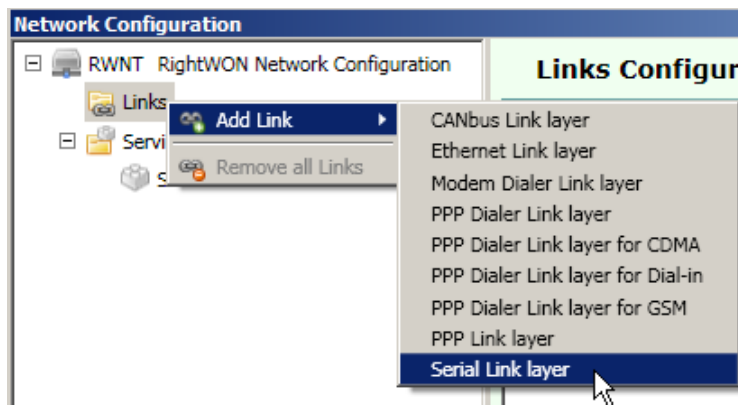 Network Configuration
RWNT RightWON Network Configuration
Links Configur
Links
Add Link
CANbus Link layer
Servi
Ethernet Link layer
Remove all Links
Modem Dialer Link layer
S
PPP Dialer Link layer
PPP Dialer Link layer for CDMA
PPP Dialer Link layer for Dial-in
PPP Dialer Link layer for GSM
PPP Link layer
Serial Link layer